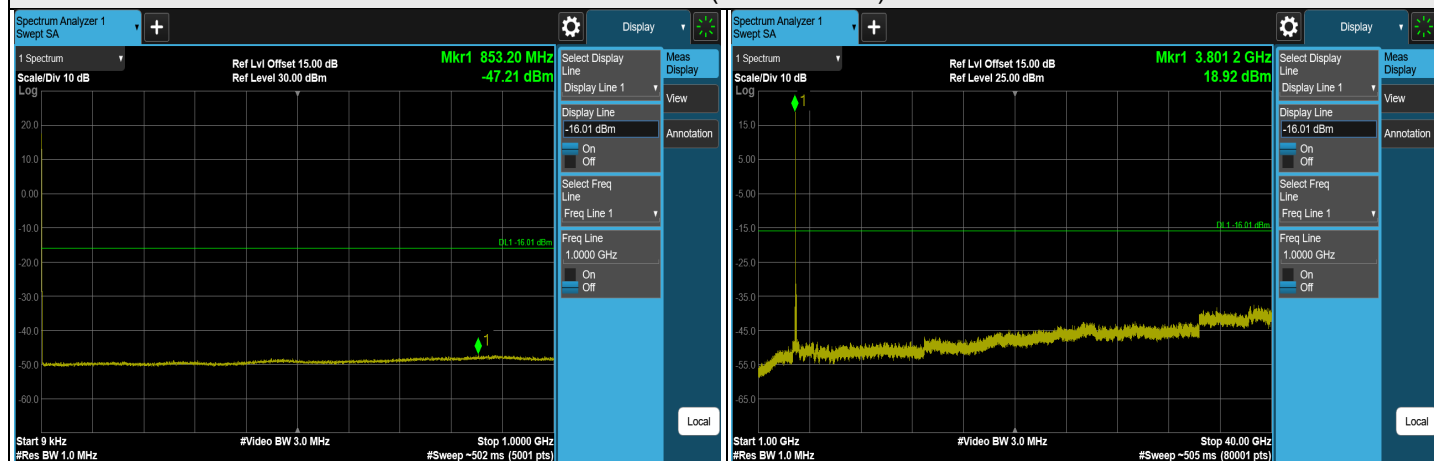 Spectrum Analyzer 1
Swept SA
+
Display
1 Spectrum
Scale/Div 10 dB
Log
Ref Lvl Offset 15.00 dB
Ref Level 30.00 dBm
Mkr1 853.20 MHz
-47.21 dBm
20.0
10.0
0.00
-10.0
-20.0
-30.0
-40.0
-50.0
-60.0
DL1 -16.01 dBm
1
Start 9 kHz
#Res BW 1.0 MHz
#Video BW 3.0 MHz
Stop 1.0000 GHz
#Sweep ~502 ms (5001 pts)
Select Display
Line
Display Line 1
Display Line
-16.01 dBm
On
Off
Select Freq
Line
Freq Line 1
Freq Line
1.0000 GHz
On
Off
Meas
Display
View
Annotation
Local
Spectrum Analyzer 1
Swept SA
+
Display
1 Spectrum
Scale/Div 10 dB
Log
Ref Lvl Offset 15.00 dB
Ref Level 25.00 dBm
Mkr1 3.801 2 GHz
18.92 dBm
1
15.0
5.00
-5.00
-15.0
-25.0
-35.0
-45.0
-55.0
-65.0
DL1 -16.01 dBm
Start 1.00 GHz
#Res BW 1.0 MHz
#Video BW 3.0 MHz
Stop 40.00 GHz
#Sweep ~505 ms (80001 pts)
Select Display
Line
Display Line 1
Display Line
-16.01 dBm
On
Off
Select Freq
Line
Freq Line 1
Freq Line
1.0000 GHz
On
Off
Meas
Display
View
Annotation
Local